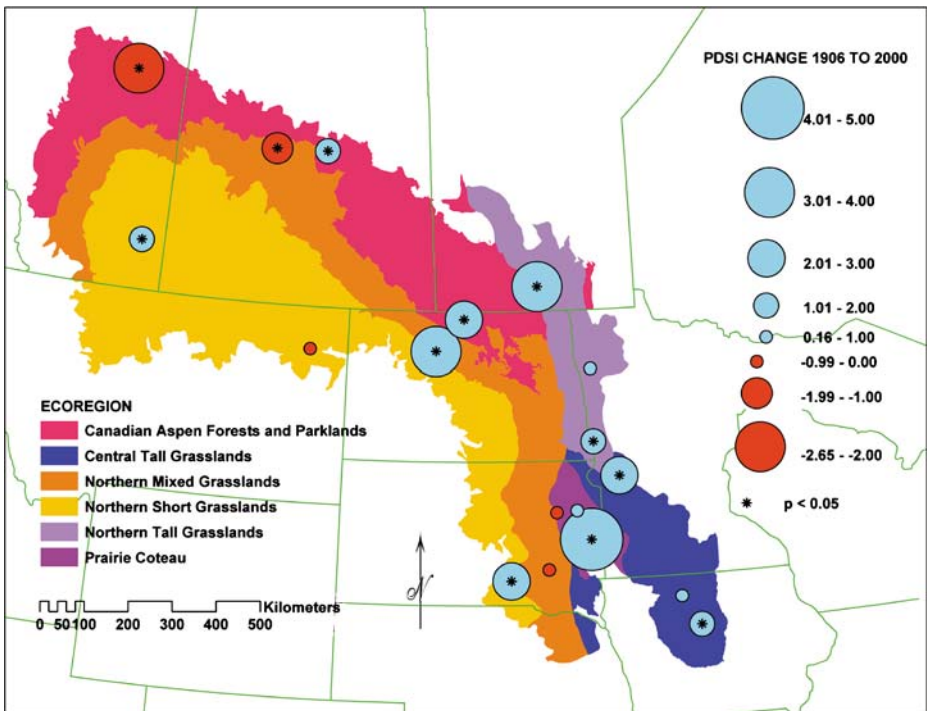 PDSI CHANGE 1906 TO 2000
4.01 - 5.00
3.01 - 4.00
2.01 - 3.00
1.01 - 2.00
0.16 - 1.00
-0.99 - 0.00
-1.99 - -1.00
-2.65 - -2.00
* p < 0.05
ECOREGION
Canadian Aspen Forests and Parklands
Central Tall Grasslands
Northern Mixed Grasslands
Northern Short Grasslands
Northern Tall Grasslands
Prairie Coteau
N
Kilometers
0 50 100 200 300 400 500